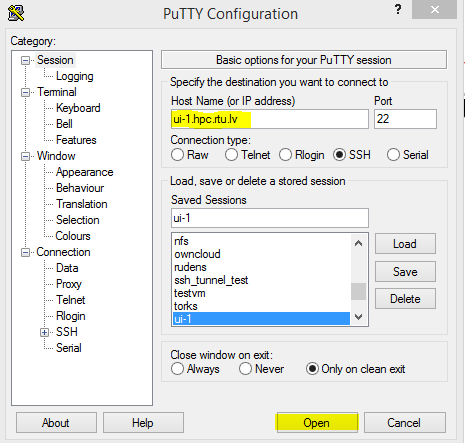 PuTTY Configuration
?
Category:
Session
Logging
Terminal
Keyboard
Bell
Features
Window
Appearance
Behaviour
Translation
Selection
Colours
Connection
Data
Proxy
Telnet
Rlogin
SSH
Serial
Basic options for your PuTTY session
Specify the destination you want to connect to
Host Name (or IP address) Port
ui-1.hpc.rtu.lv 22
Connection type:
Raw Telnet Rlogin SSH Serial
Load, save or delete a stored session
Saved Sessions
ui-1
nfs
owncloud
rudens
ssh_tunnel_test
testvm
torks
ui-1
Load
Save
Delete
Close window on exit:
Always Never Only on clean exit
About Help Open Cancel